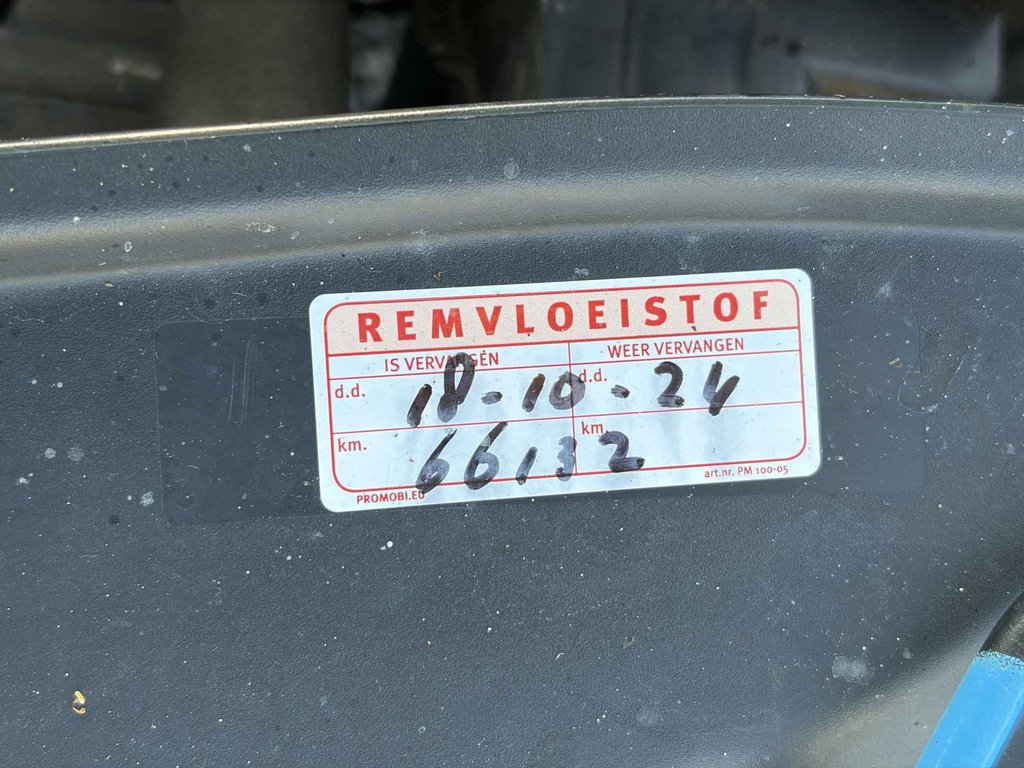 REMVLOEISTOF
IS VERVANGEN WEER VERVANGEN
d.d. 18-10-24 d.d.
km. 66132 km.
PROMOBI.EU art.nr. PM 100-05